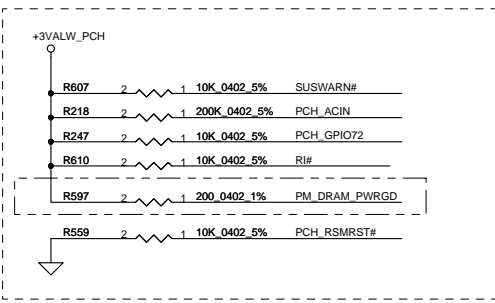 +3VALW_PCH
R607 2 1 10K_0402_5% SUSWARN#
R218 2 1 200K_0402_5% PCH_ACIN
R247 2 1 10K_0402_5% PCH_GPIO72
R610 2 1 10K_0402_5% RI#
R597 2 1 200_0402_1% PM_DRAM_PWRGD
R559 2 1 10K_0402_5% PCH_RSMRST#